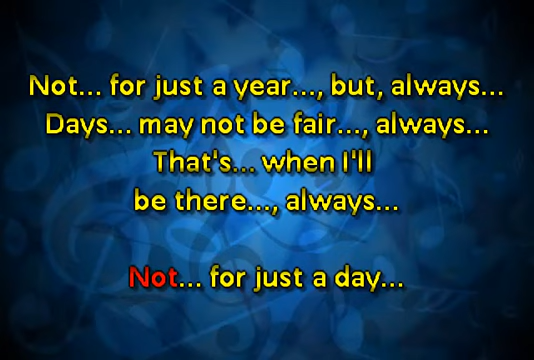 Not... for just a year..., but, always...
Days... may not be fair..., always...
That's... when I'll
be there..., always...
Not... for just a day...